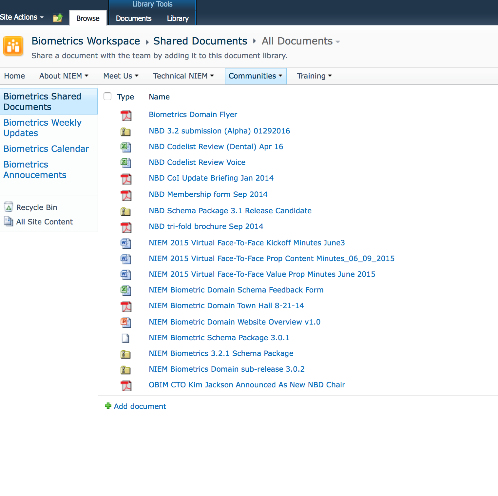 Library Tools
Site Actions Browse Documents Library
Biometrics Workspace Shared Documents All Documents
Share a document with the team by adding it to this document library.
Home About NIEM Meet Us Technical NIEM Communities Training
Biometrics Shared
Documents
Biometrics Weekly
Updates
Biometrics Calendar
Biometrics
Annoucements
Recycle Bin
All Site Content
Type Name
Biometrics Domain Flyer
NBD 3.2 submission (Alpha) 01292016
NBD Codelist Review (Dental) Apr 16
NBD Codelist Review Voice
NBD CoI Update Briefing Jan 2014
NBD Membership form Sep 2014
NBD Schema Package 3.1 Release Candidate
NBD tri-fold brochure Sep 2014
NIEM 2015 Virtual Face-To-Face Kickoff Minutes June3
NIEM 2015 Virtual Face-To-Face Prop Content Minutes_06_09_2015
NIEM 2015 Virtual Face-To-Face Value Prop Minutes June 2015
NIEM Biometric Domain Schema Feedback Form
NIEM Biometric Domain Town Hall 8-21-14
NIEM Biometric Domain Website Overview v1.0
NIEM Biometric Schema Package 3.0.1
NIEM Biometrics 3.2.1 Schema Package
NIEM Biometrics Domain sub-release 3.0.2
OBIM CTO Kim Jackson Announced As New NBD Chair
Add document